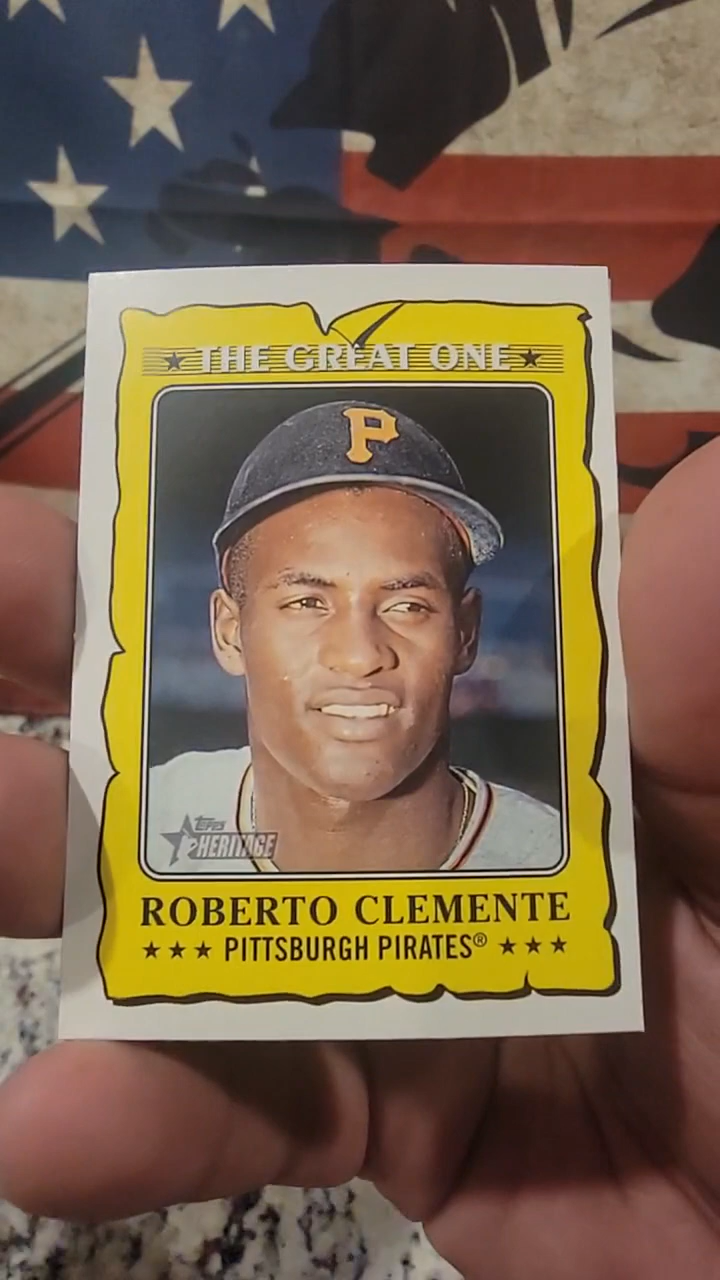 ★ THE GREAT ONE ★
P
TOPPS
HERITAGE
ROBERTO CLEMENTE
★ ★ ★ PITTSBURGH PIRATES® ★ ★ ★